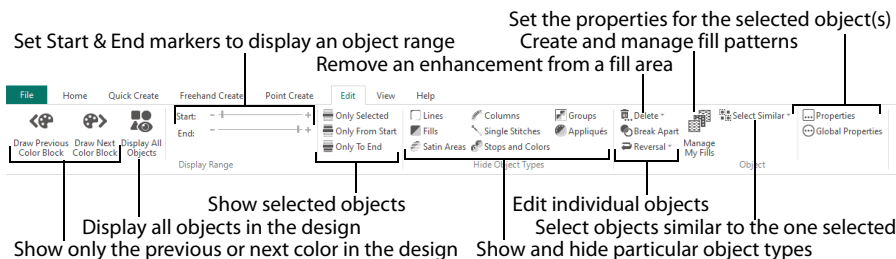 Set the properties for the selected object(s)
Set Start & End markers to display an object range
Create and manage fill patterns
Remove an enhancement from a fill area
File Home Quick Create Freehand Create Point Create Edit View Help
Draw Previous Color Block
Draw Next Color Block
Display All Objects
Start:
End:
Display Range
Only Selected
Only From Start
Only To End
Lines
Fills
Satin Areas
Columns
Single Stitches
Stops and Colors
Groups
Appliqués
Hide Object Types
Delete
Break Apart
Reversal
Manage My Fills
Select Similar
Object
Properties
Global Properties
Show selected objects
Edit individual objects
Display all objects in the design
Select objects similar to the one selected
Show only the previous or next color in the design
Show and hide particular object types